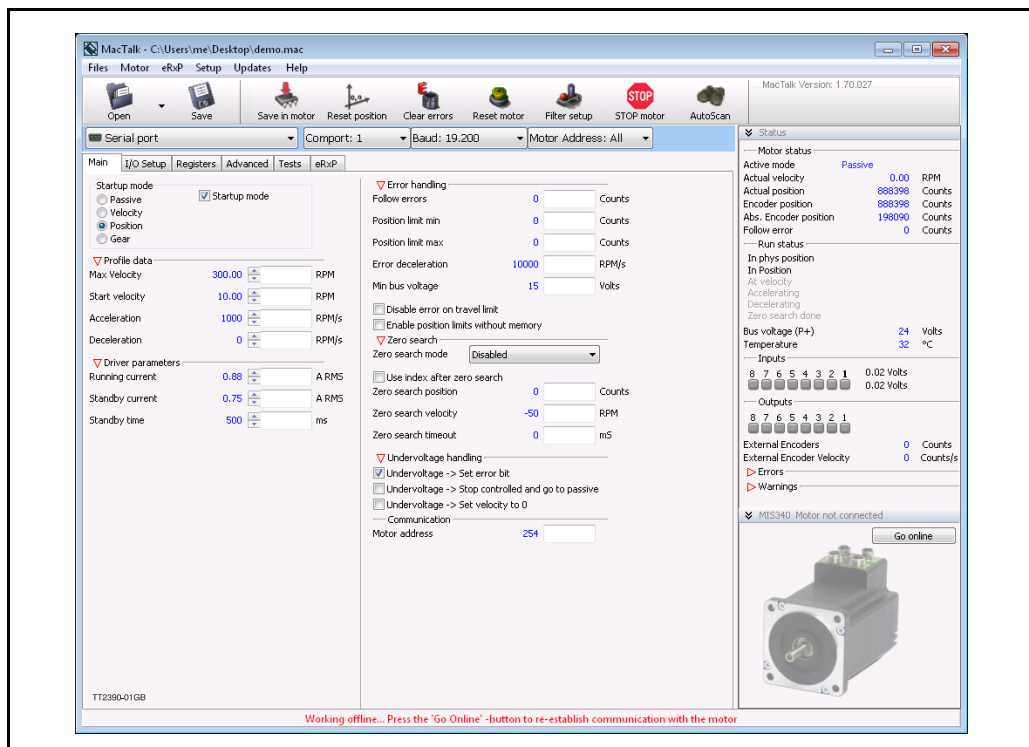 MacTalk - C:\Users\me\Desktop\demo.mac
Files Motor eRxP Setup Updates Help
Open Save Save in motor Reset position Clear errors Reset motor Filter setup STOP motor AutoScan
STOP
MacTalk Version: 1.70.027
Serial port Comport: 1 Baud: 19.200 Motor Address: All
Main I/O Setup Registers Advanced Tests eRxP
Startup mode
Passive
Velocity
Position
Gear
Startup mode
Profile data
Max Velocity 300.00 RPM
Start velocity 10.00 RPM
Acceleration 1000 RPM/s
Deceleration 0 RPM/s
Driver parameters
Running current 0.88 A RMS
Standby current 0.75 A RMS
Standby time 500 ms
TT2390-01GB
Error handling
Follow errors 0 Counts
Position limit min 0 Counts
Position limit max 0 Counts
Error deceleration 10000 RPM/s
Min bus voltage 15 Volts
Disable error on travel limit
Enable position limits without memory
Zero search
Zero search mode Disabled
Use index after zero search
Zero search position 0 Counts
Zero search velocity -50 RPM
Zero search timeout 0 mS
Undervoltage handling
Undervoltage -> Set error bit
Undervoltage -> Stop controlled and go to passive
Undervoltage -> Set velocity to 0
Communication
Motor address 254
Status
Motor status
Active mode Passive
Actual velocity 0.00 RPM
Actual position 888398 Counts
Encoder position 888398 Counts
Abs. Encoder position 198090 Counts
Follow error 0 Counts
Run status
In phys position
In Position
At velocity
Accelerating
Decelerating
Zero search done
Bus voltage (P+) 24 Volts
Temperature 32 °C
Inputs
8 7 6 5 4 3 2 1 0.02 Volts
0.02 Volts
Outputs
8 7 6 5 4 3 2 1
External Encoders 0 Counts
External Encoder Velocity 0 Counts/s
Errors
Warnings
MIS340 Motor not connected
Go online
Working offline... Press the 'Go Online' -button to re-establish communication with the motor